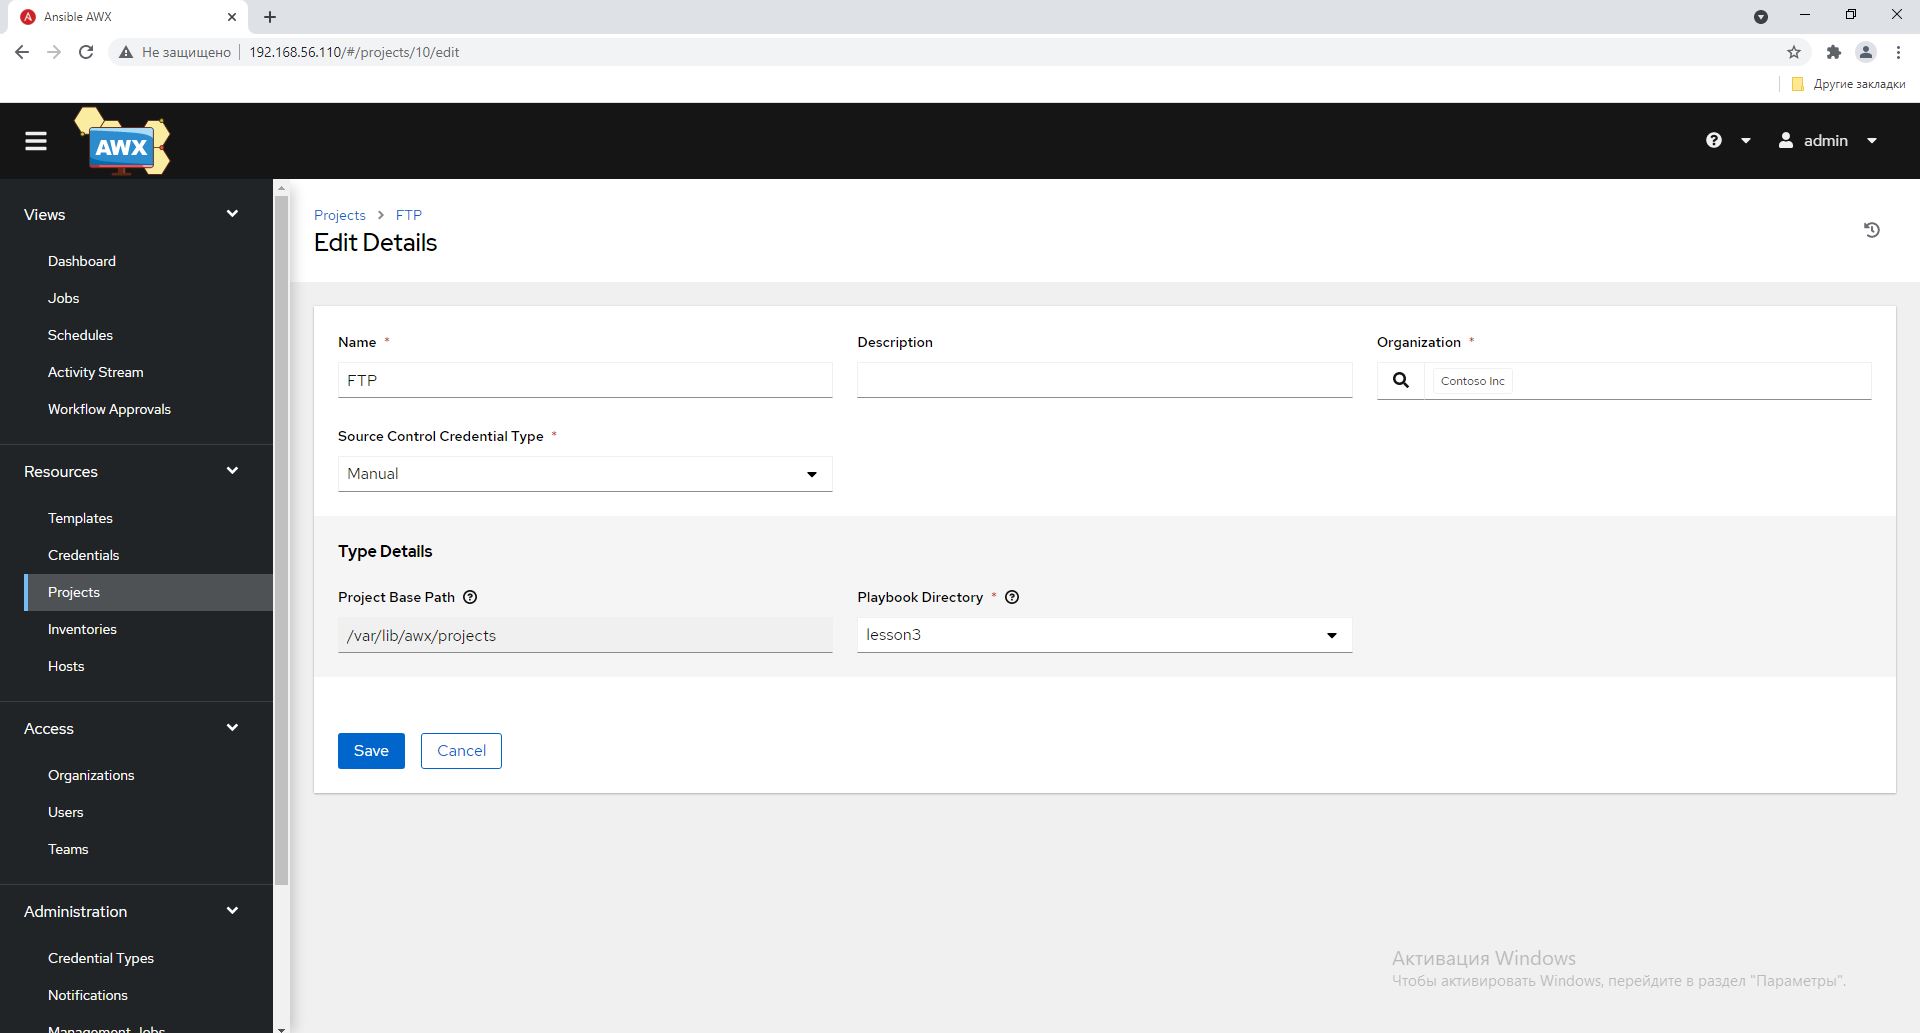 Ansible AWX
Не защищено
192.168.56.110/#/projects/10/edit
Другие закладки
AWX
admin
Views
Dashboard
Jobs
Schedules
Activity Stream
Workflow Approvals
Resources
Templates
Credentials
Projects
Inventories
Hosts
Access
Organizations
Users
Teams
Administration
Credential Types
Notifications
Management Jobs
Projects > FTP
Edit Details
Name *
FTP
Description
Organization *
Contoso Inc
Source Control Credential Type *
Manual
Type Details
Project Base Path
/var/lib/awx/projects
Playbook Directory *
lesson3
Save
Cancel
Активация Windows
Чтобы активировать Windows, перейдите в раздел "Параметры".